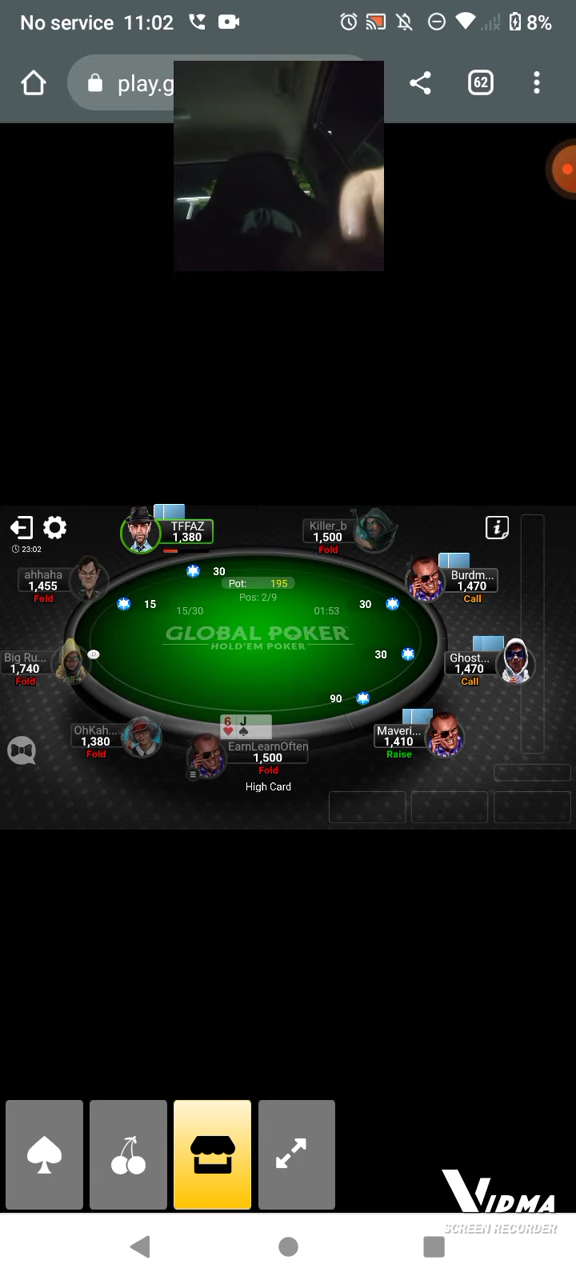 No service 11:02 8%
play.g 62
TFFAZ
1,380
Killer_b
1,500
Fold
23:02
ahhaha
1,455
Fold
30
Pot: 195
Pos: 2/9
15
15/30
01:53
30
Burdm...
1,470
Call
GLOBAL POKER
HOLD'EM POKER
Big Ru...
1,740
Fold
D
30
Ghost...
1,470
Call
90
OhKah...
1,380
Fold
6 J
EarnLearnOften
1,500
Fold
Maveri...
1,410
Raise
High Card
VIDMA
SCREEN RECORDER